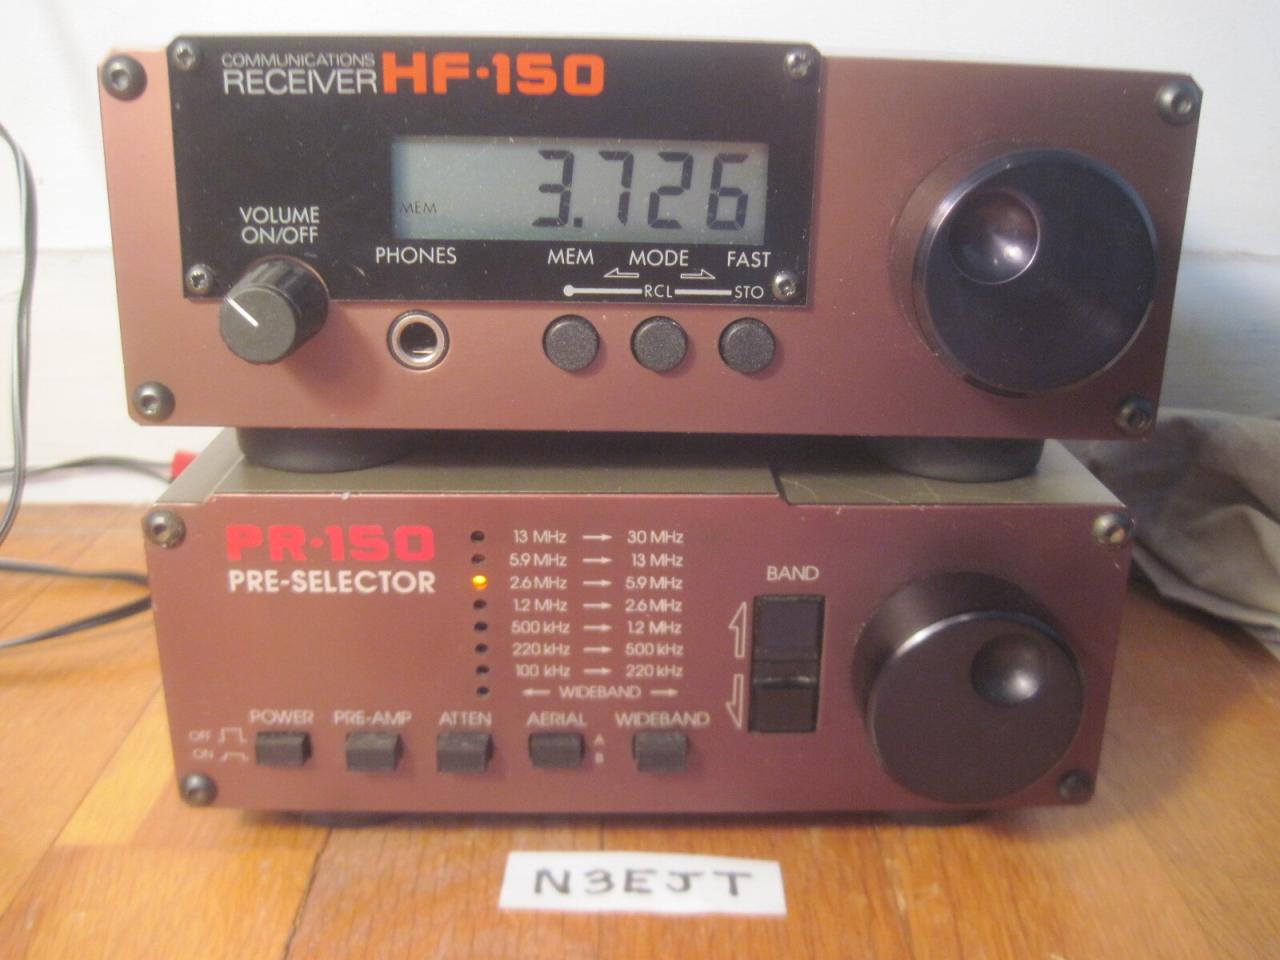 COMMUNICATIONS
RECEIVER HF·150
3.726
MEM
VOLUME
ON/OFF
PHONES
MEM MODE FAST
RCL STO
PR·150
PRE-SELECTOR
13 MHz → 30 MHz
5.9 MHz → 13 MHz
2.6 MHz → 5.9 MHz
1.2 MHz → 2.6 MHz
500 kHz → 1.2 MHz
220 kHz → 500 kHz
100 kHz → 220 kHz
← WIDEBAND →
BAND
POWER PRE-AMP ATTEN AERIAL WIDEBAND
OFF
ON
A
B
N3EJT